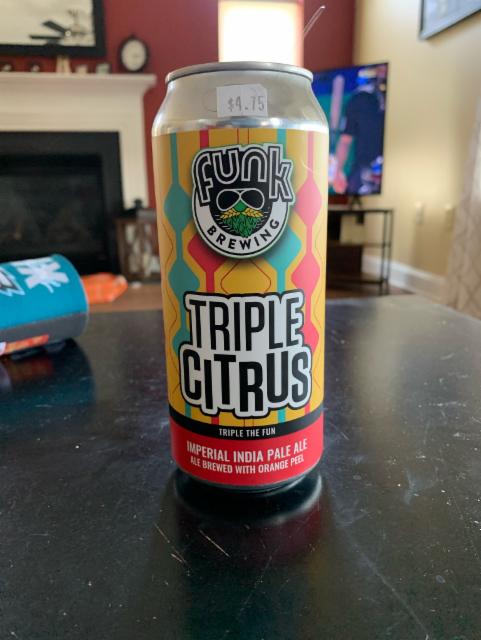 $4.75
funk
BREWING
TRIPLE
CITRUS
TRIPLE THE FUN
IMPERIAL INDIA PALE ALE
ALE BREWED WITH ORANGE PEEL